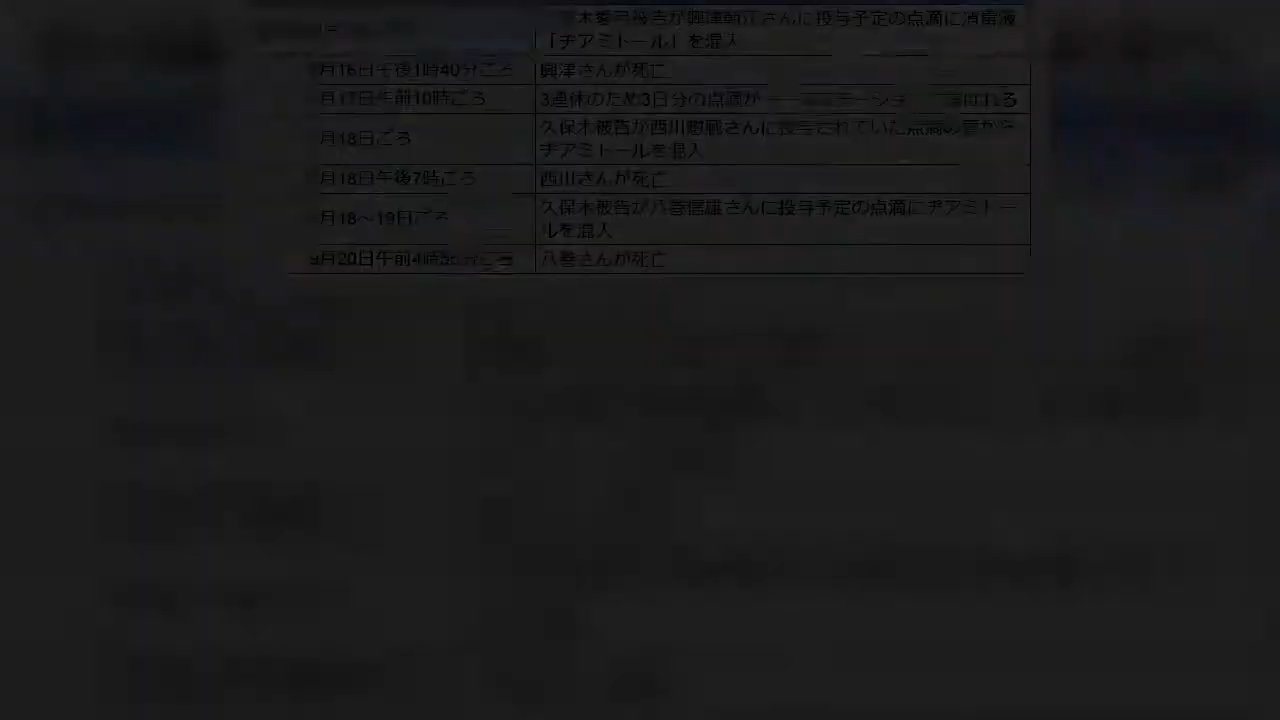 さんに投与予定の点滴に消毒液
「ヂアミトール」を混入
月16日午後1時40分ごろ
興津さんが死亡
月17日午前10時ごろ
3連休のため3日分の点滴が
月18日ごろ
久保木被告が西川惣蔵さんに投与されていた点滴の管から
ヂアミトールを混入
月18日午後7時ごろ
西川さんが死亡
月18~19日ごろ
久保木被告が八巻信雄さんに投与予定の点滴にヂアミトー
ルを混入
9月20日午前4時
八巻さんが死亡